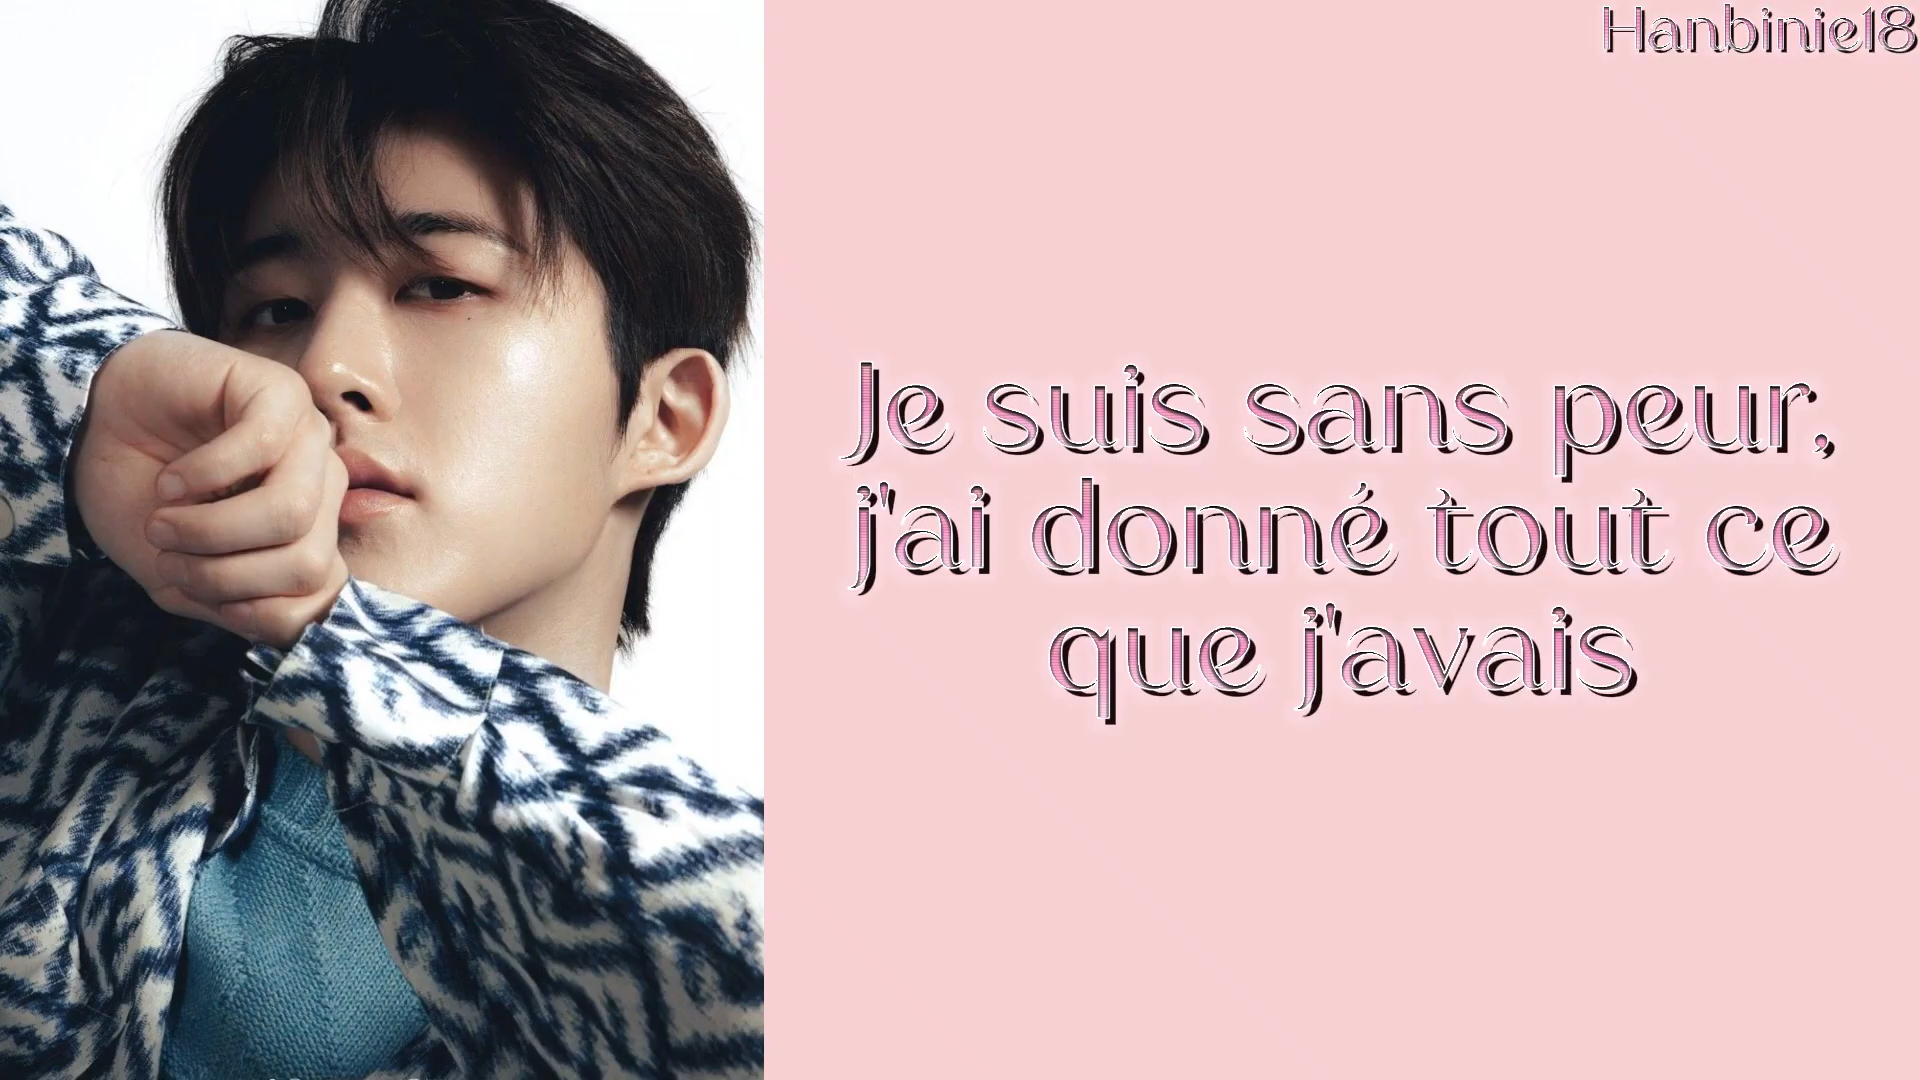 Hanbinie18
Je suis sans peur,
j'ai donné tout ce
que j'avais